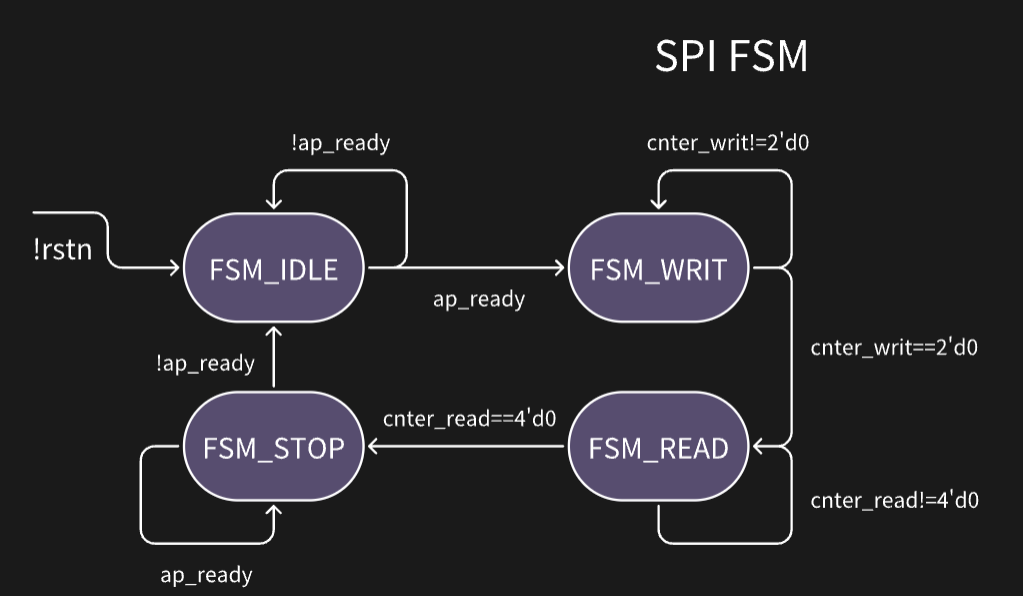 SPI FSM
!ap_ready
cnter_writ!=2'd0
!rstn
FSM_IDLE
FSM_WRIT
ap_ready
cnter_writ==2'd0
!ap_ready
cnter_read==4'd0
FSM_STOP
FSM_READ
cnter_read!=4'd0
ap_ready